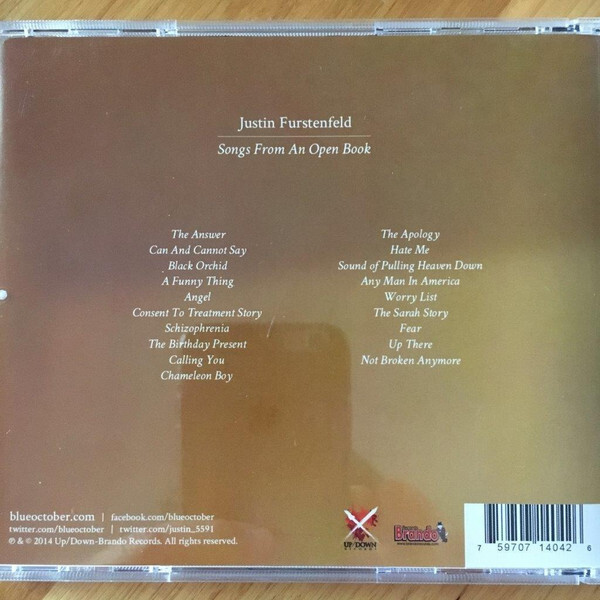 Justin Furstenfeld
Songs From An Open Book
The Answer
Can And Cannot Say
Black Orchid
A Funny Thing
Angel
Consent To Treatment Story
Schizophrenia
The Birthday Present
Calling You
Chameleon Boy
The Apology
Hate Me
Sound of Pulling Heaven Down
Any Man In America
Worry List
The Sarah Story
Fear
Up There
Not Broken Anymore
blueoctober.com | facebook.com/blueoctober
twitter.com/blueoctober | twitter.com/justin_5591
℗ & © 2014 Up/Down-Brando Records. All rights reserved.
UP/DOWN
RECORDS
Records
Brando
7 59707 14042 6